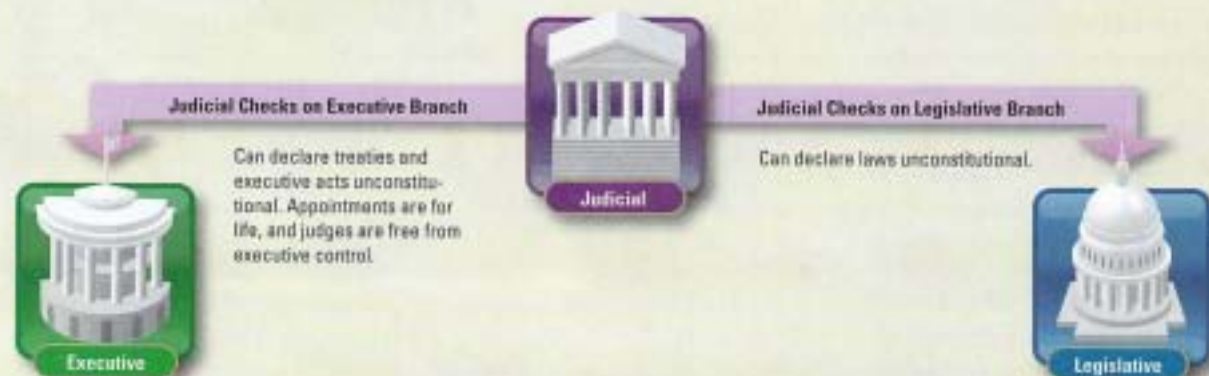 Judicial Checks on Executive Branch
Can declare treaties and
executive acts unconstitu-
tional. Appointments are for
life, and judges are free from
executive control.
Judicial
Judicial Checks on Legislative Branch
Can declare laws unconstitutional.
Executive
Legislative